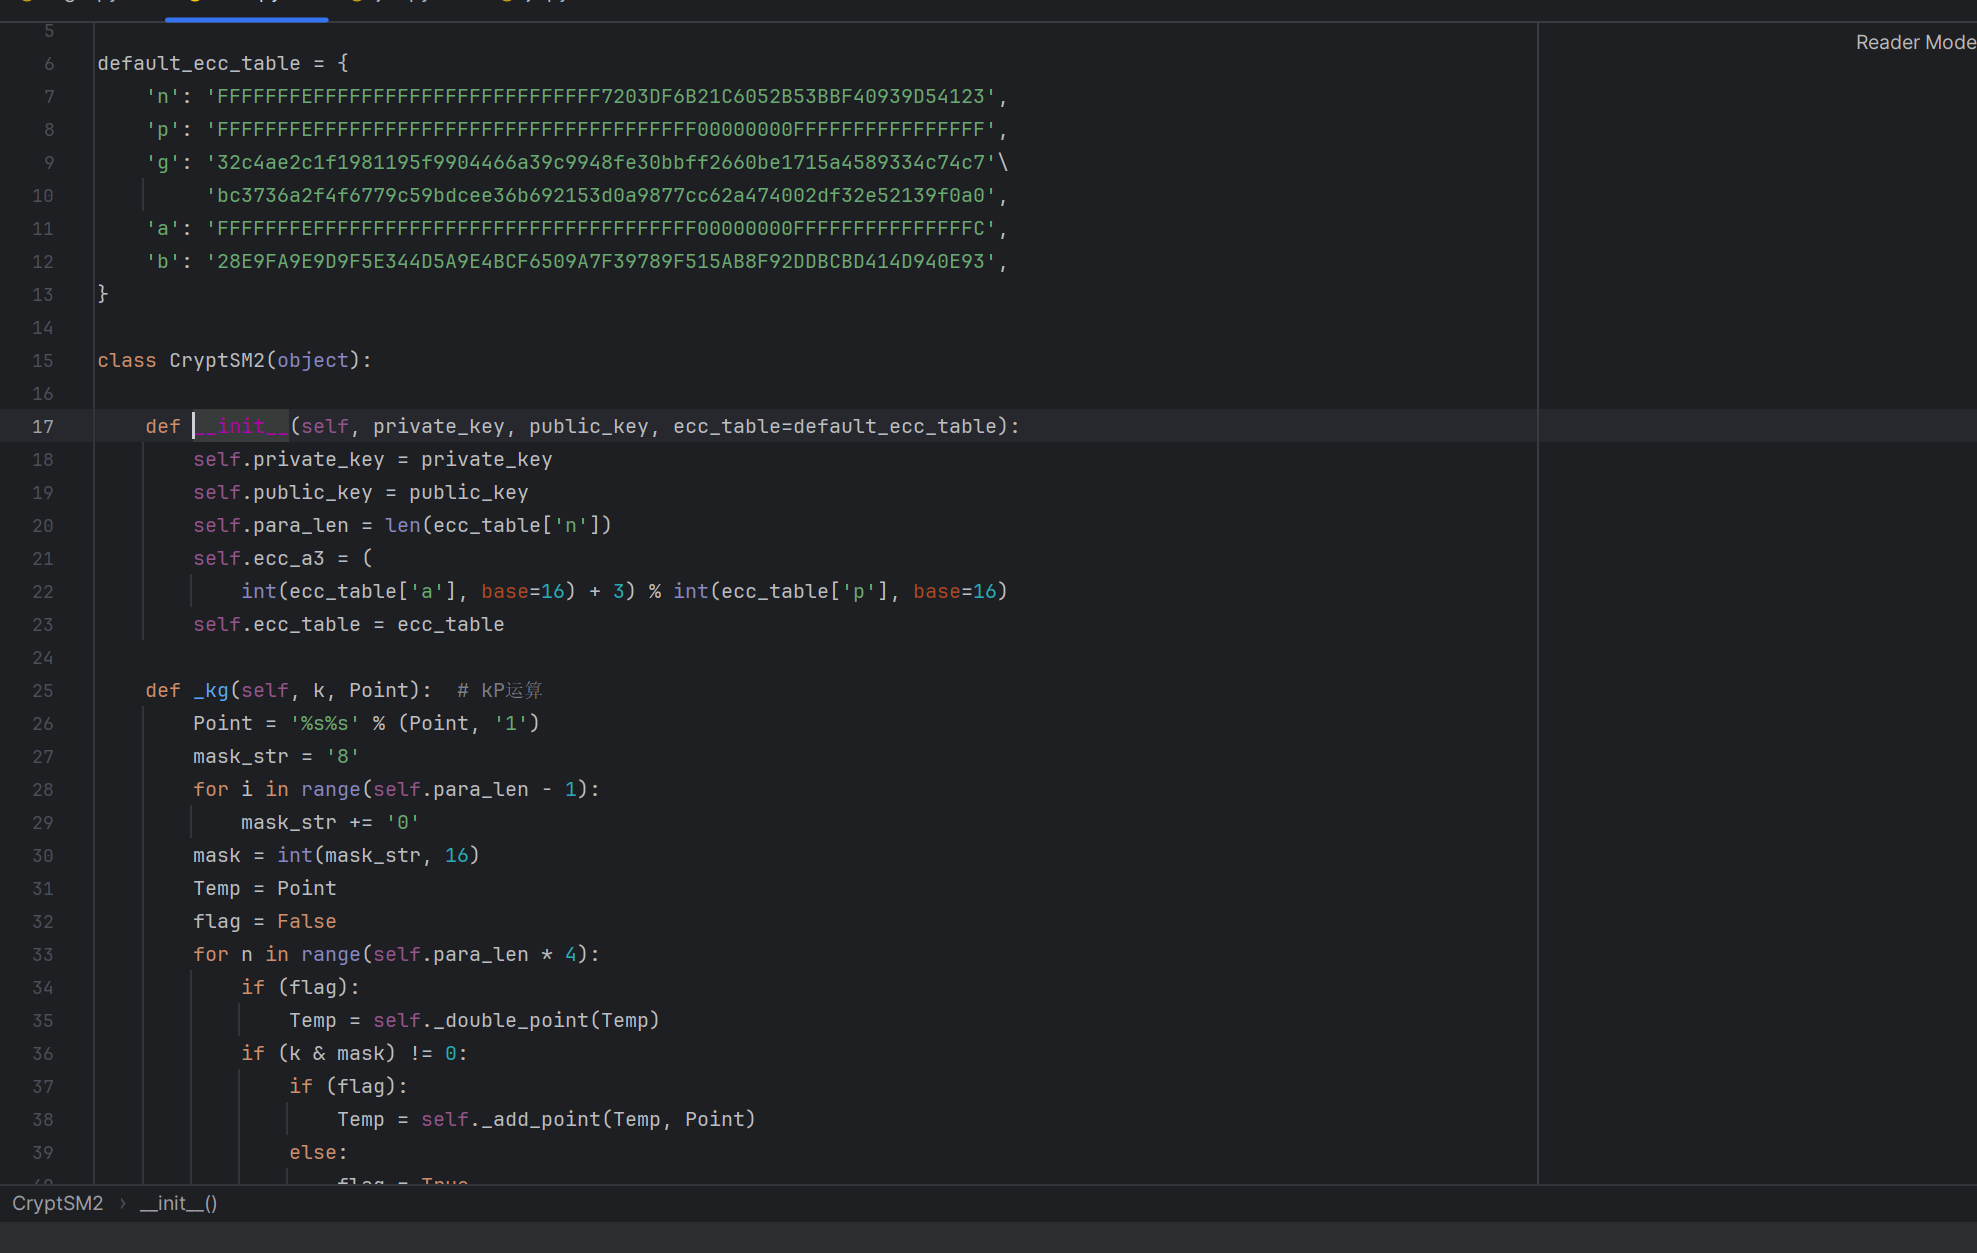 Reader Mode
5
6 default_ecc_table = {
7 'n': 'FFFFFFFEFFFFFFFFFFFFFFFFFFFFFFFF7203DF6B21C6052B53BBF40939D54123',
8 'p': 'FFFFFFFEFFFFFFFFFFFFFFFFFFFFFFFFFFFFFFFF00000000FFFFFFFFFFFFFFFF',
9 'g': '32c4ae2c1f1981195f9904466a39c9948fe30bbff2660be1715a4589334c74c7'\
10 'bc3736a2f4f6779c59bdcee36b692153d0a9877cc62a474002df32e52139f0a0',
11 'a': 'FFFFFFFEFFFFFFFFFFFFFFFFFFFFFFFFFFFFFFFF00000000FFFFFFFFFFFFFFFC',
12 'b': '28E9FA9E9D9F5E344D5A9E4BCF6509A7F39789F515AB8F92DDBCBD414D940E93',
13 }
14
15 class CryptSM2(object):
16
17 def __init__(self, private_key, public_key, ecc_table=default_ecc_table):
18 self.private_key = private_key
19 self.public_key = public_key
20 self.para_len = len(ecc_table['n'])
21 self.ecc_a3 = (
22 int(ecc_table['a'], base=16) + 3) % int(ecc_table['p'], base=16)
23 self.ecc_table = ecc_table
24
25 def _kg(self, k, Point):  # kP运算
26 Point = '%s%s' % (Point, '1')
27 mask_str = '8'
28 for i in range(self.para_len - 1):
29 mask_str += '0'
30 mask = int(mask_str, 16)
31 Temp = Point
32 flag = False
33 for n in range(self.para_len * 4):
34 if (flag):
35 Temp = self._double_point(Temp)
36 if (k & mask) != 0:
37 if (flag):
38 Temp = self._add_point(Temp, Point)
39 else:
40 flag = True
CryptSM2 › __init__()